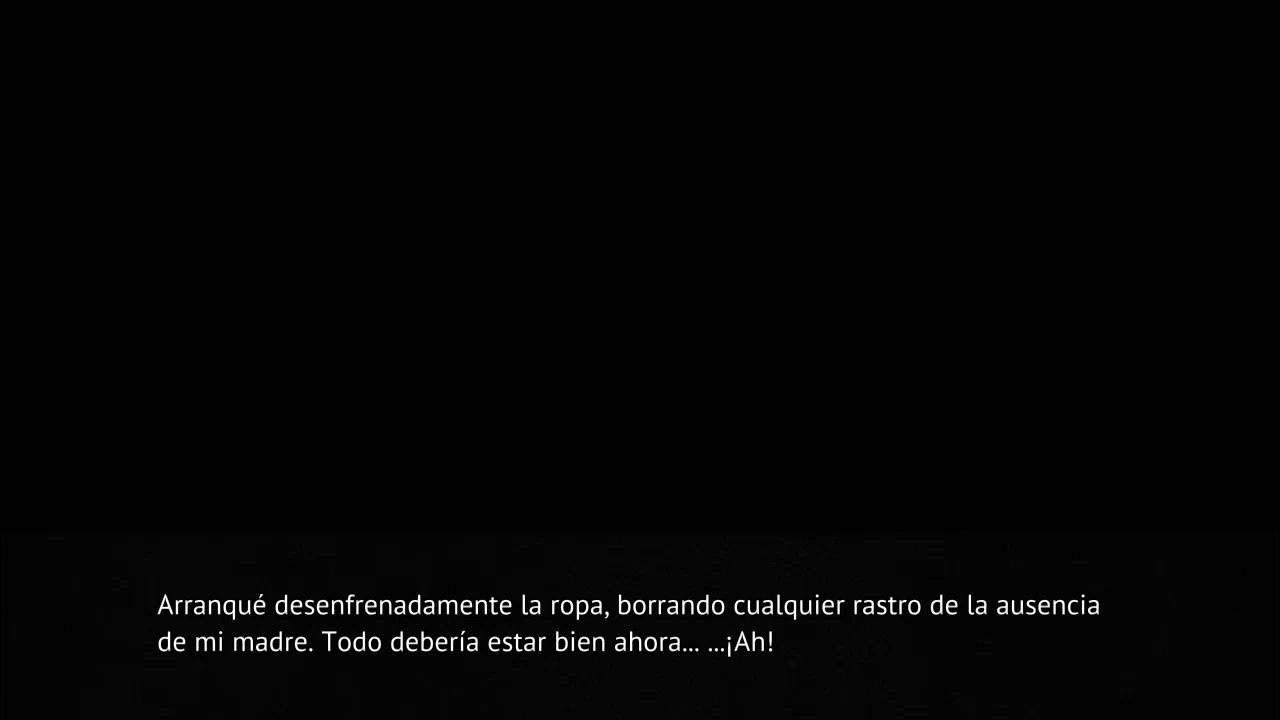 Arranqué desenfrenadamente la ropa, borrando cualquier rastro de la ausencia
de mi madre. Todo debería estar bien ahora... ...¡Ah!